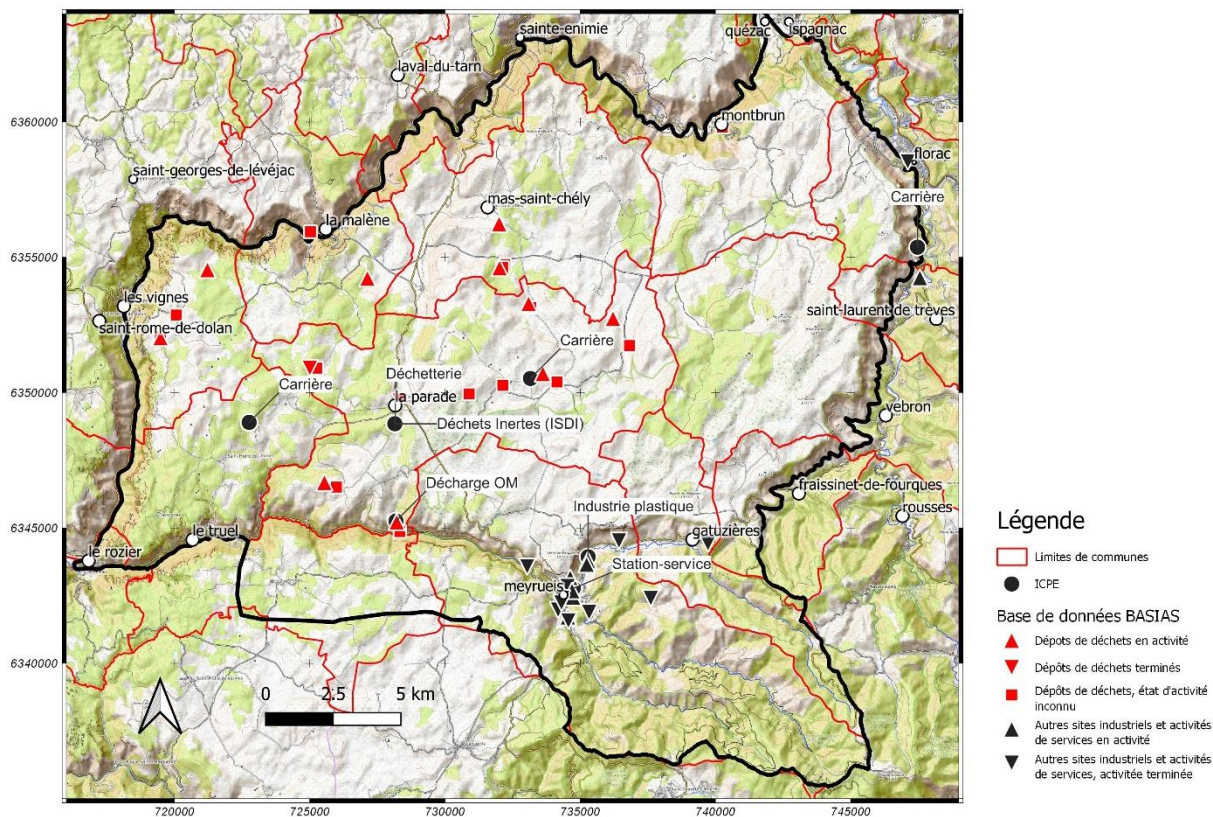 sainte-enimie
quézac
ispagnac
laval-du-tarn
6360000
montbrun
florac
saint-georges-de-lévéjac
Carrière
mas-saint-chély
la malène
6355000
les vignes
saint-laurent de trèves
saint-rome-de-dolan
Carrière
Déchetterie
Carrière
6350000
la parade
vebron
Déchets Inertes (ISDI)
Décharge OM
fraissinet-de-fourques
Industrie plastique
rousses
6345000
le truel
gatuzières
le rozier
Station-service
meyrueis
6340000
0
2.5
5 km
720000
725000
730000
735000
740000
745000
Légende
Limites de communes
ICPE
Base de données BASIAS
Dépots de déchets en activité
Dépôts de déchets terminés
Dépôts de déchets, état d'activité
inconnu
Autres sites industriels et activités
de services en activité
Autres sites industriels et activités
de services, activitée terminée